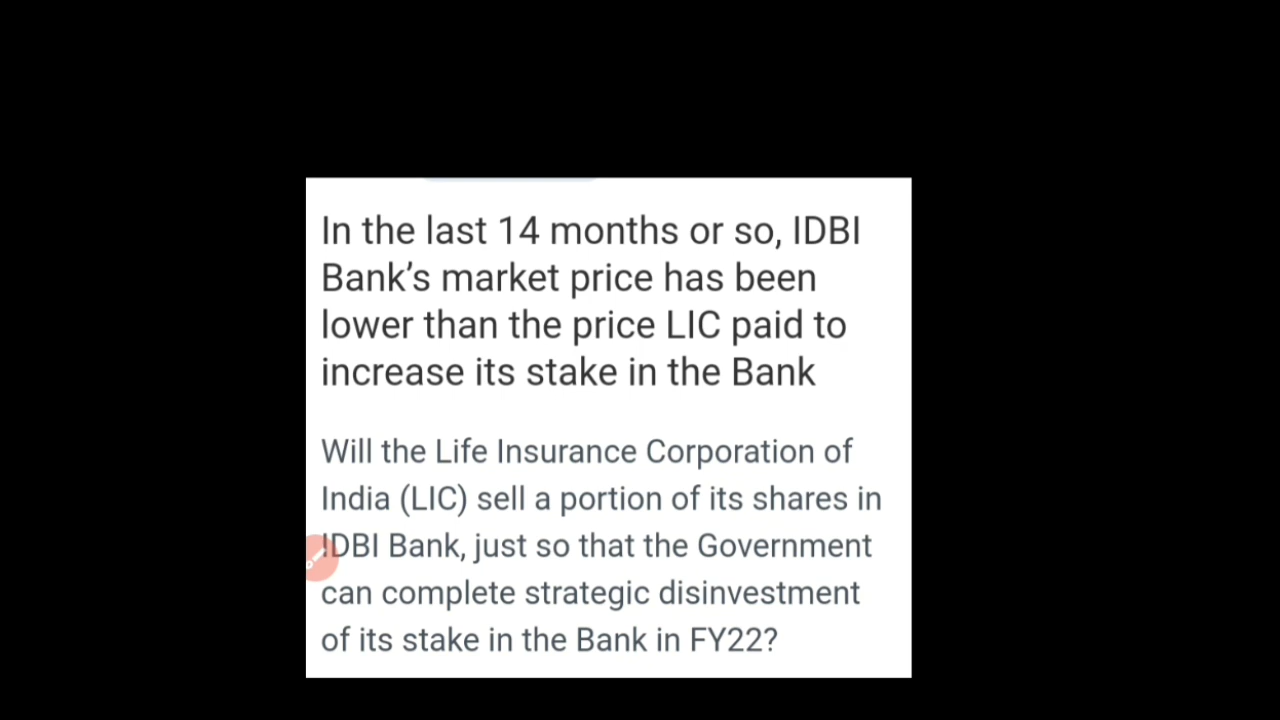 In the last 14 months or so, IDBI
Bank’s market price has been
lower than the price LIC paid to
increase its stake in the Bank
Will the Life Insurance Corporation of
India (LIC) sell a portion of its shares in
IDBI Bank, just so that the Government
can complete strategic disinvestment
of its stake in the Bank in FY22?